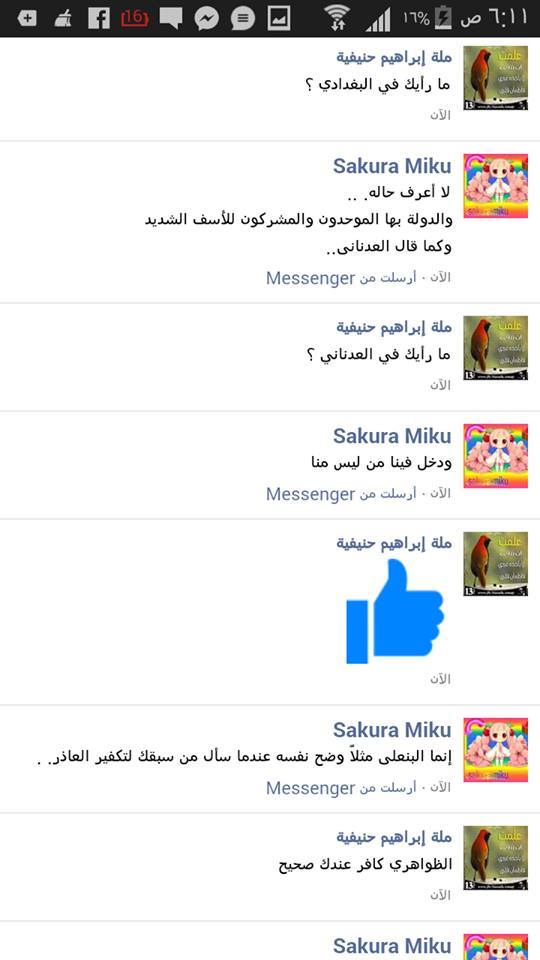 ١٦% ص ٦:١١
16
ملة إبراهيم حنيفية
ما رأيك في البغدادي ؟
الآن
Sakura Miku
لا أعرف حاله. ..
والدولة بها الموحدون والمشركون للأسف الشديد
وكما قال العدنانى..
الآن · أرسلت من Messenger
ملة إبراهيم حنيفية
ما رأيك في العدناني ؟
الآن
Sakura Miku
ودخل فينا من ليس منا
الآن · أرسلت من Messenger
ملة إبراهيم حنيفية
الآن
Sakura Miku
إنما البنعلى مثلاً وضح نفسه عندما سأل من سبقك لتكفير العاذر. .
الآن · أرسلت من Messenger
ملة إبراهيم حنيفية
الظواهري كافر عندك صحيح
الآن
Sakura Miku